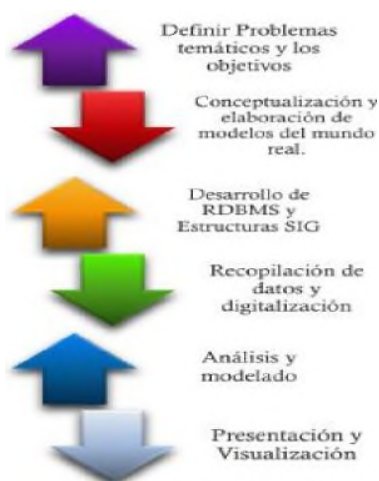 Definir Problemas
temáticos y los
objetivos
Conceptualización y
elaboración de
modelos del mundo
real.
Desarrollo de
RDBMS y
Estructuras SIG
Recopilación de
datos y
digitalización
Análisis y
modelado
Presentación y
Visualización